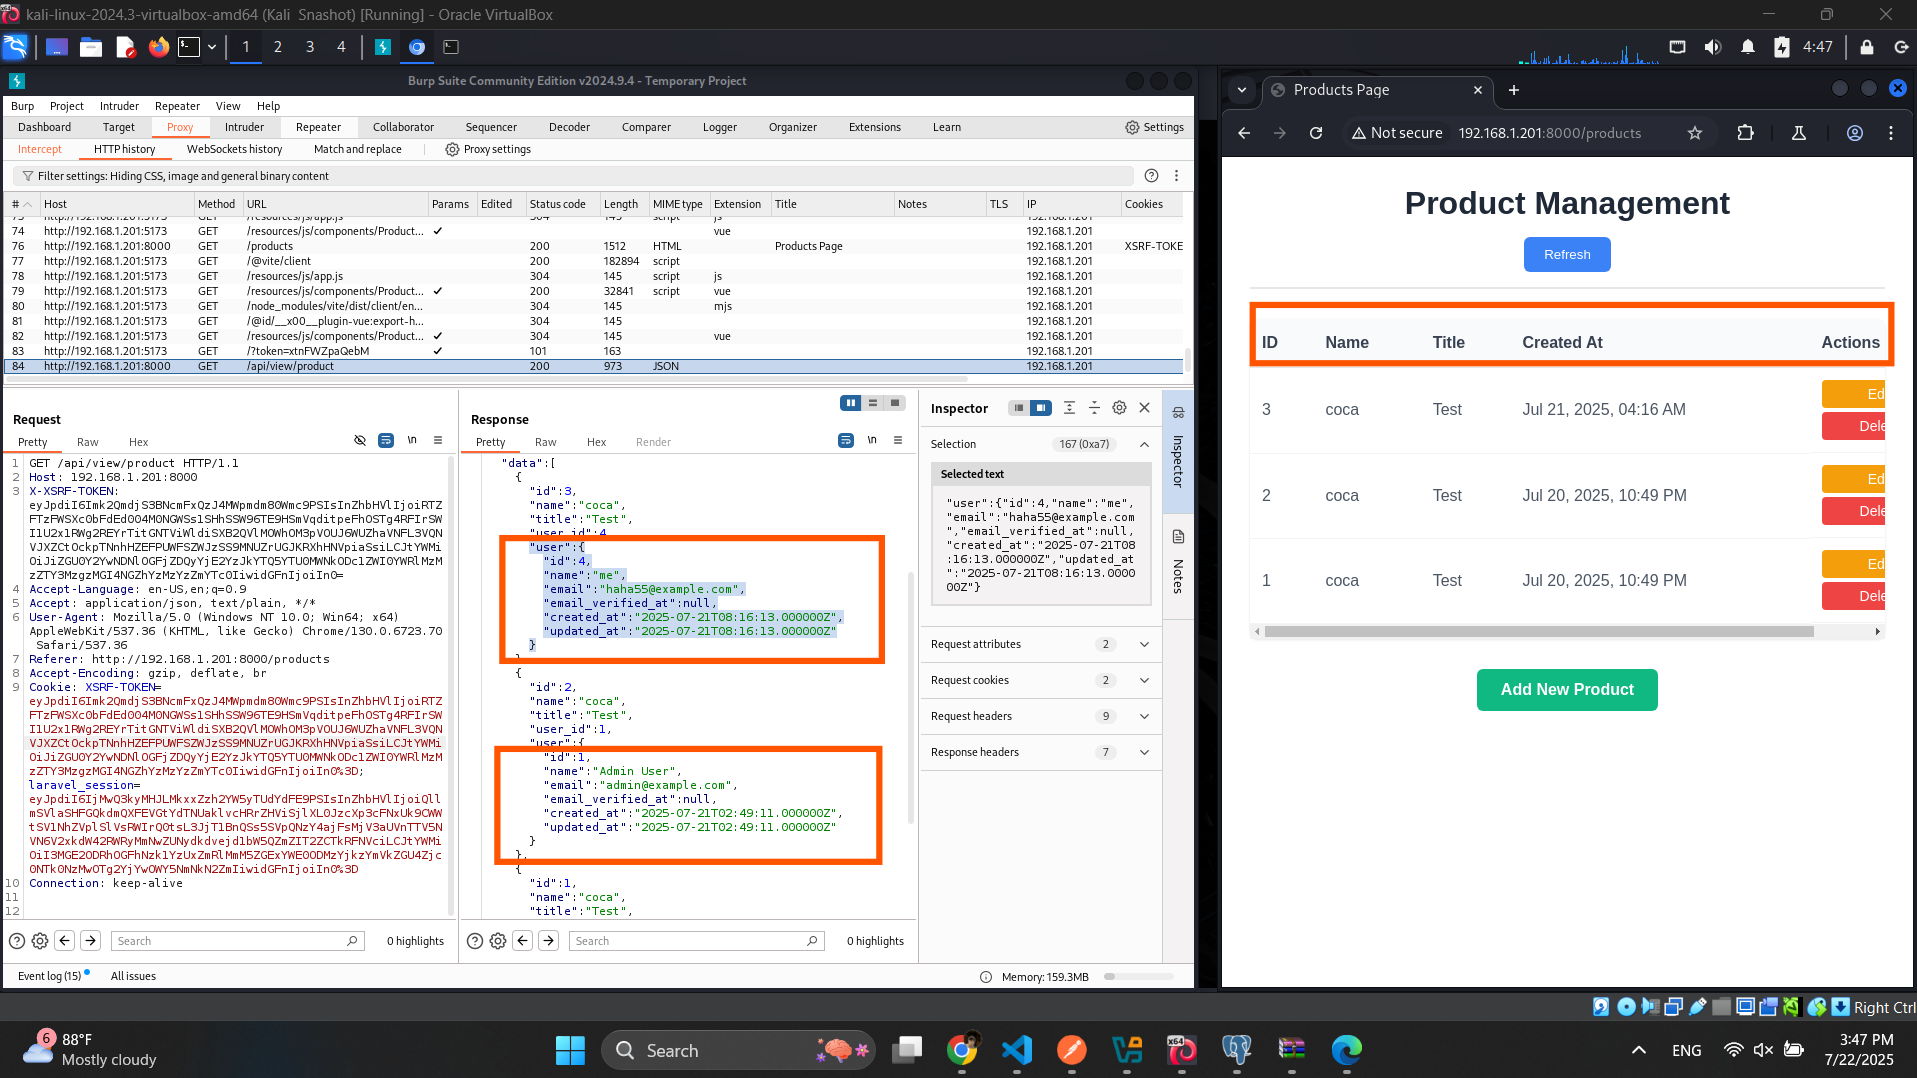 kali-linux-2024.3-virtualbox-amd64 (Kali Snashot) [Running] - Oracle VirtualBox
1 2 3 4
4:47
Burp Suite Community Edition v2024.9.4 - Temporary Project
Burp Project Intruder Repeater View Help
Dashboard Target Proxy Intruder Repeater Collaborator Sequencer Decoder Comparer Logger Organizer Extensions Learn Settings
Intercept HTTP history WebSockets history Match and replace Proxy settings
Filter settings: Hiding CSS, image and general binary content
# Host Method URL Params Edited Status code Length MIME type Extension Title Notes TLS IP Cookies
73 http://192.168.1.201:5173 GET /resources/js/app.js 304 145 script js 192.168.1.201
74 http://192.168.1.201:5173 GET /resources/js/components/Product... ✓ vue 192.168.1.201
76 http://192.168.1.201:8000 GET /products 200 1512 HTML Products Page 192.168.1.201 XSRF-TOKE
77 http://192.168.1.201:5173 GET /@vite/client 200 182894 script 192.168.1.201
78 http://192.168.1.201:5173 GET /resources/js/app.js 304 145 script js 192.168.1.201
79 http://192.168.1.201:5173 GET /resources/js/components/Product... ✓ 200 32841 script vue 192.168.1.201
80 http://192.168.1.201:5173 GET /node_modules/vite/dist/client/en... 304 145 mjs 192.168.1.201
81 http://192.168.1.201:5173 GET /@id/__x00__plugin-vue:export-h... 304 145 192.168.1.201
82 http://192.168.1.201:5173 GET /resources/js/components/Product... ✓ 304 145 vue 192.168.1.201
83 http://192.168.1.201:5173 GET /?token=xtnFWZpaQebM ✓ 101 163 192.168.1.201
84 http://192.168.1.201:8000 GET /api/view/product 200 973 JSON 192.168.1.201
Request
Pretty Raw Hex
\n
1 GET /api/view/product HTTP/1.1
2 Host: 192.168.1.201:8000
3 X-XSRF-TOKEN:
4 Accept-Language: en-US,en;q=0.9
5 Accept: application/json, text/plain, */*
6 User-Agent: Mozilla/5.0 (Windows NT 10.0; Win64; x64)
AppleWebKit/537.36 (KHTML, like Gecko) Chrome/130.0.6723.70
Safari/537.36
7 Referer: http://192.168.1.201:8000/products
8 Accept-Encoding: gzip, deflate, br
9 Cookie: XSRF-TOKEN=
laravel_session=
10 Connection: keep-alive
11
12
Search 0 highlights
Response
Pretty Raw Hex Render
\n
"data":[
{
"id":3,
"name":"coca",
"title":"Test",
"user_id":4,
"user":{
"id":4,
"name":"me",
"email":"haha55@example.com",
"email_verified_at":null,
"created_at":"2025-07-21T08:16:13.000000Z",
"updated_at":"2025-07-21T08:16:13.000000Z"
}
},
{
"id":2,
"name":"coca",
"title":"Test",
"user_id":1,
"user":{
"id":1,
"name":"Admin User",
"email":"admin@example.com",
"email_verified_at":null,
"created_at":"2025-07-21T02:49:11.000000Z",
"updated_at":"2025-07-21T02:49:11.000000Z"
}
},
{
"id":1,
"name":"coca",
"title":"Test",
Search 0 highlights
Inspector
Selection 167 (0xa7)
Selected text
"user":{"id":4,"name":"me",
"email":"haha55@example.com
","email_verified_at":null,
"created_at":"2025-07-21T08
:16:13.000000Z","updated_at
":"2025-07-21T08:16:13.0000
00Z"}
Request attributes 2
Request cookies 2
Request headers 9
Response headers 7
Inspector
Notes
Event log (15) All issues
Memory: 159.3MB
Products Page
Not secure 192.168.1.201:8000/products
Product Management
Refresh
ID Name Title Created At Actions
3 coca Test Jul 21, 2025, 04:16 AM Ed
Dele
2 coca Test Jul 20, 2025, 10:49 PM Ed
Dele
1 coca Test Jul 20, 2025, 10:49 PM Ed
Dele
Add New Product
Right Ctrl
6 88°F
Mostly cloudy
Search
x64
ENG
3:47 PM
7/22/2025